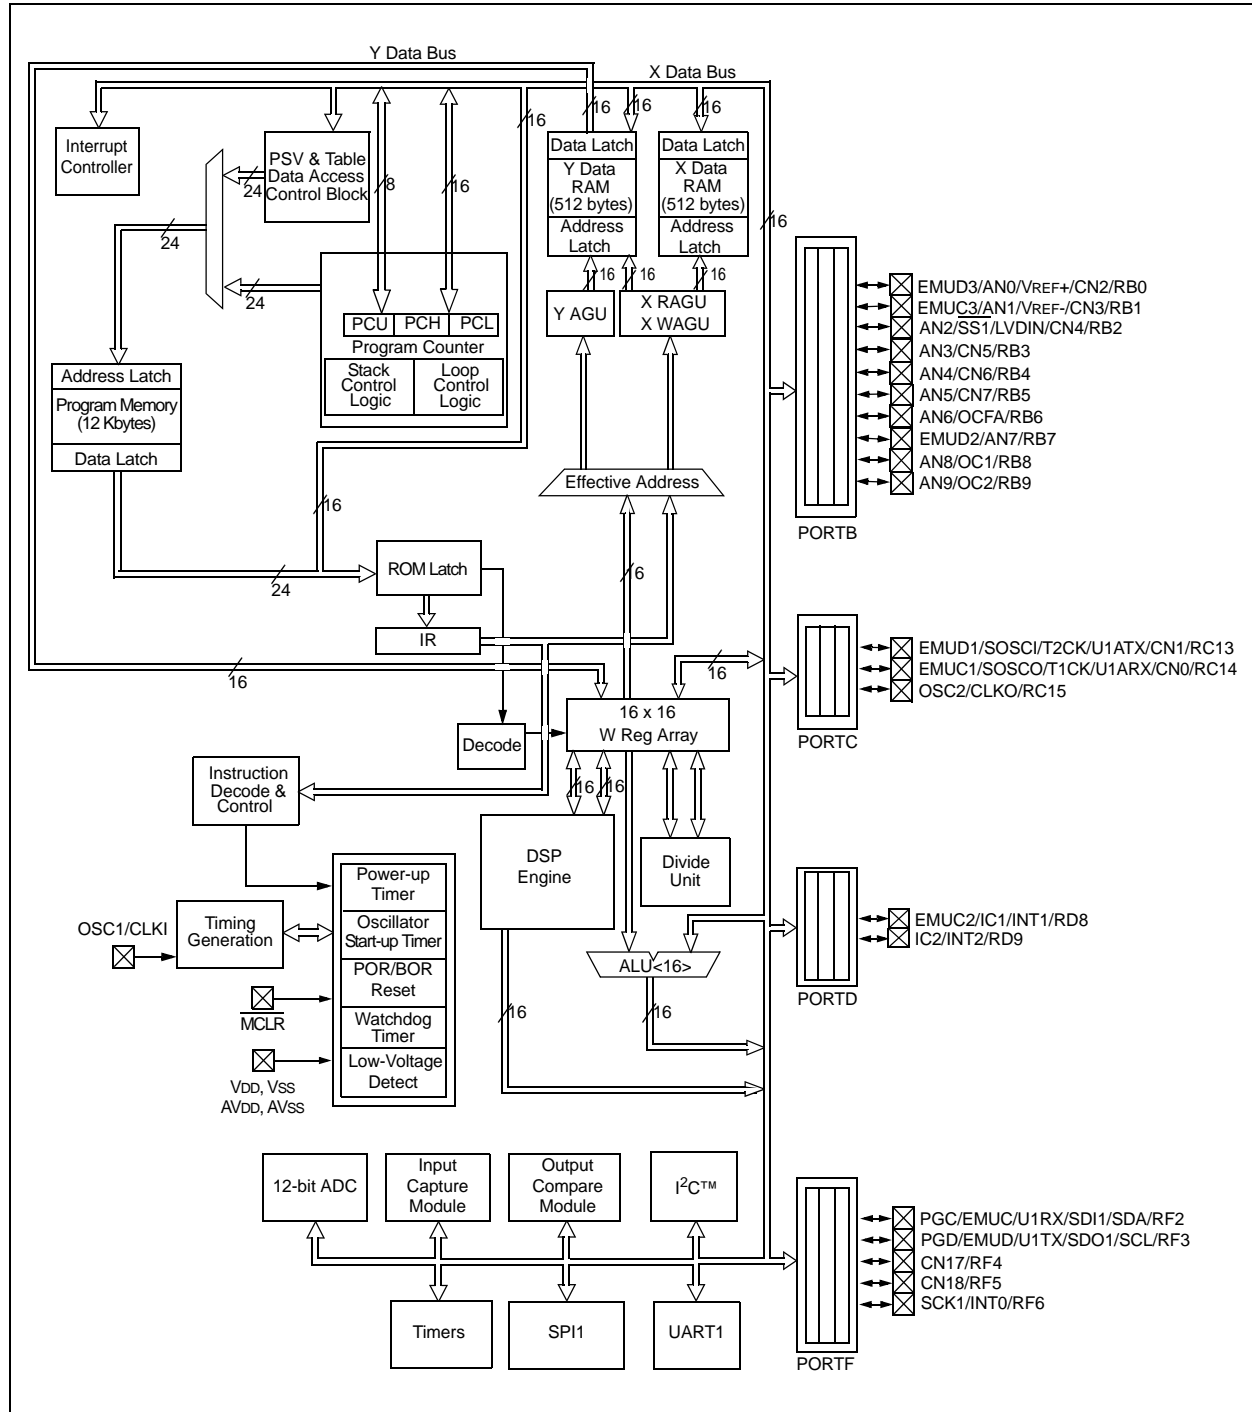 Y Data Bus
X Data Bus
Interrupt
Controller
PSV & Table
Data Access
Control Block
Data Latch
Y Data
RAM
(512 bytes)
Address
Latch
Data Latch
X Data
RAM
(512 bytes)
Address
Latch
16
16
16
16
24
8
16
16
24
24
16
16
16
Y AGU
X RAGU
X WAGU
PCU
PCH
PCL
Program Counter
Stack
Control
Logic
Loop
Control
Logic
Address Latch
Program Memory
(12 Kbytes)
Data Latch
Effective Address
16
24
ROM Latch
16
IR
16
16
16 x 16
W Reg Array
Decode
Instruction
Decode &
Control
16
16
DSP
Engine
Divide
Unit
Power-up
Timer
Oscillator
Start-up Timer
POR/BOR
Reset
Watchdog
Timer
Low-Voltage
Detect
OSC1/CLKI
Timing
Generation
MCLR
VDD, VSS
AVDD, AVSS
ALU<16>
16
16
12-bit ADC
Input
Capture
Module
Output
Compare
Module
I²C™
Timers
SPI1
UART1
EMUD3/AN0/VREF+/CN2/RB0
EMUC3/AN1/VREF-/CN3/RB1
AN2/SS1/LVDIN/CN4/RB2
AN3/CN5/RB3
AN4/CN6/RB4
AN5/CN7/RB5
AN6/OCFA/RB6
EMUD2/AN7/RB7
AN8/OC1/RB8
AN9/OC2/RB9
PORTB
EMUD1/SOSCI/T2CK/U1ATX/CN1/RC13
EMUC1/SOSCO/T1CK/U1ARX/CN0/RC14
OSC2/CLKO/RC15
PORTC
EMUC2/IC1/INT1/RD8
IC2/INT2/RD9
PORTD
PGC/EMUC/U1RX/SDI1/SDA/RF2
PGD/EMUD/U1TX/SDO1/SCL/RF3
CN17/RF4
CN18/RF5
SCK1/INT0/RF6
PORTF